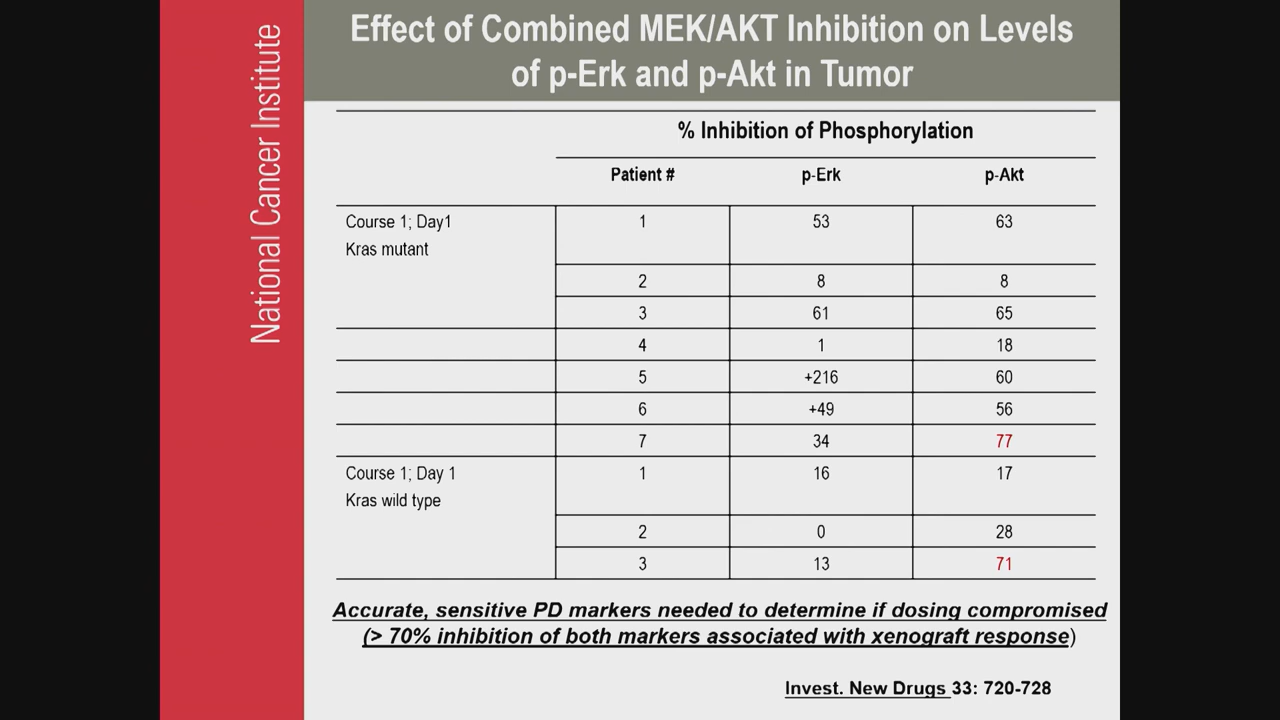 National Cancer Institute
Effect of Combined MEK/AKT Inhibition on Levels
of p-Erk and p-Akt in Tumor
% Inhibition of Phosphorylation
Patient # p-Erk p-Akt
Course 1; Day1 1 53 63
Kras mutant
2 8 8
3 61 65
4 1 18
5 +216 60
6 +49 56
7 34 77
Course 1; Day 1 1 16 17
Kras wild type
2 0 28
3 13 71
Accurate, sensitive PD markers needed to determine if dosing compromised
(> 70% inhibition of both markers associated with xenograft response)
Invest. New Drugs 33: 720-728